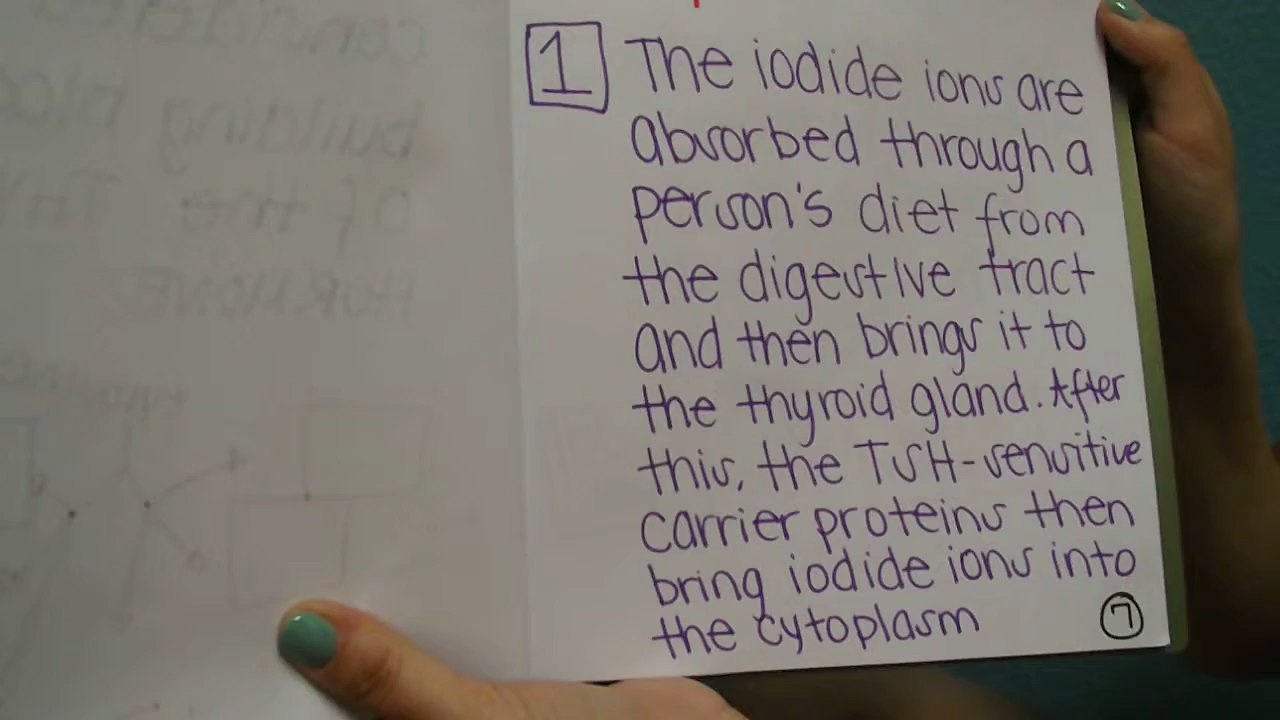 1 The iodide ions are
absorbed through a
person's diet from
the digestive tract
and then brings it to
the thyroid gland. After
this, the TSH-sensitive
carrier proteins then
bring iodide ions into
the cytoplasm
7